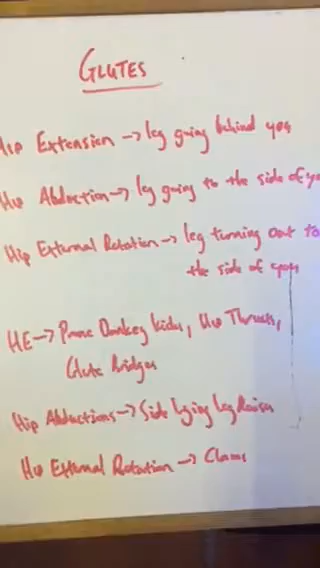 GLUTES
Hip Extension → leg going behind you
Hip Abduction → leg going to the side of you
Hip External Rotation → leg turning out to
the side of you
HE → Prone Donkey kicks, Hip Thrusts,
Glute Bridges
Hip Abductions → Side lying leg Raises
Hip External Rotation → Clams